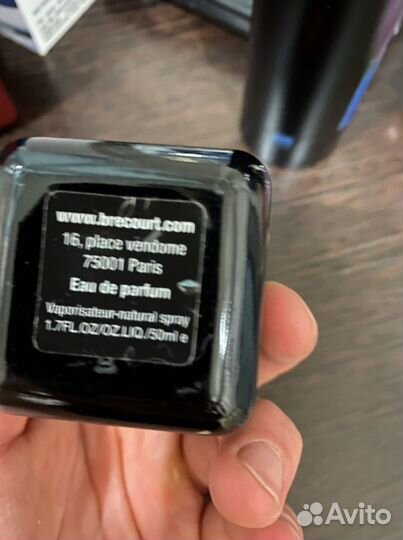 www.brecourt.com
16, place vendome
75001 Paris
Eau de parfum
Vaporisateur-natural spray
1.7FL.OZ/OZ.LIQ./50ml e
Avito